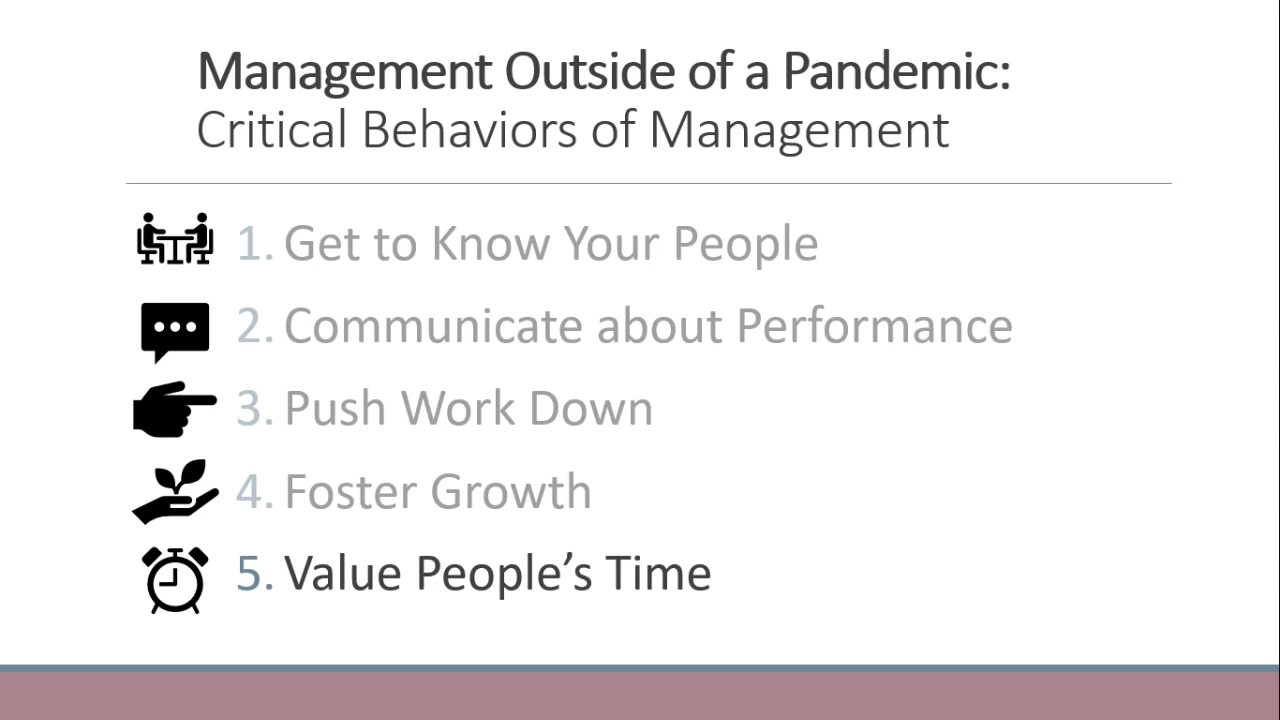 Management Outside of a Pandemic:
Critical Behaviors of Management
1. Get to Know Your People
2. Communicate about Performance
3. Push Work Down
4. Foster Growth
5. Value People’s Time